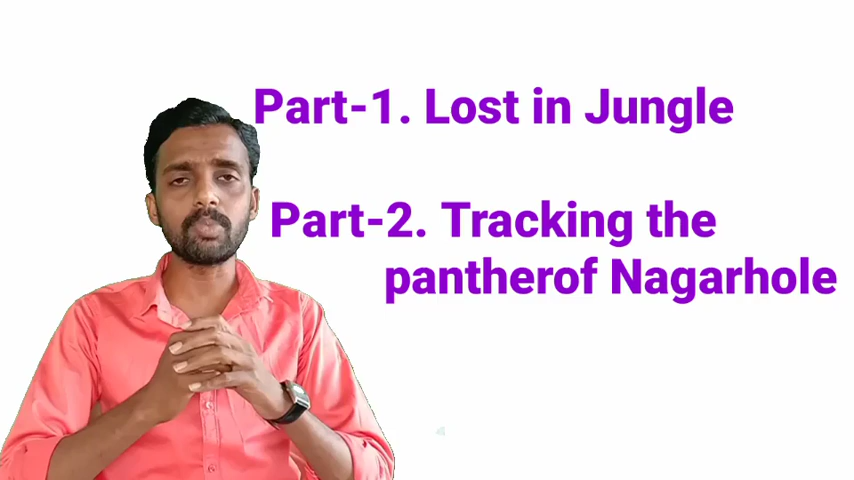 Part-1. Lost in Jungle
Part-2. Tracking the
pantherof Nagarhole